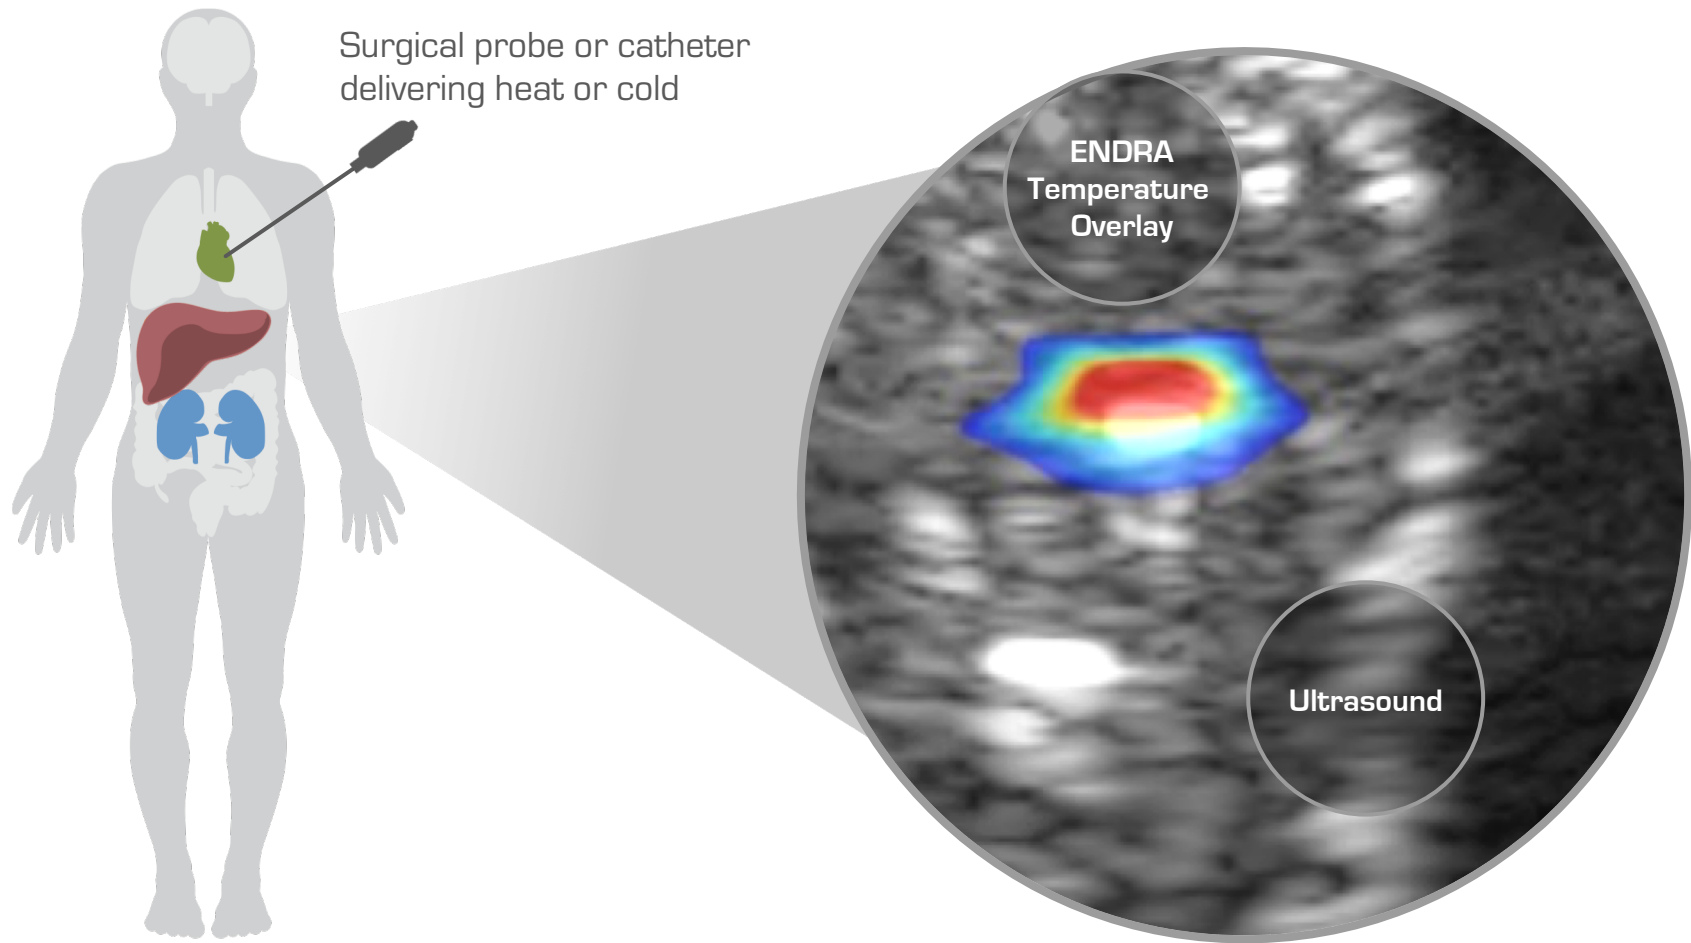 Surgical probe or catheter
delivering heat or cold
ENDRA
Temperature
Overlay
Ultrasound